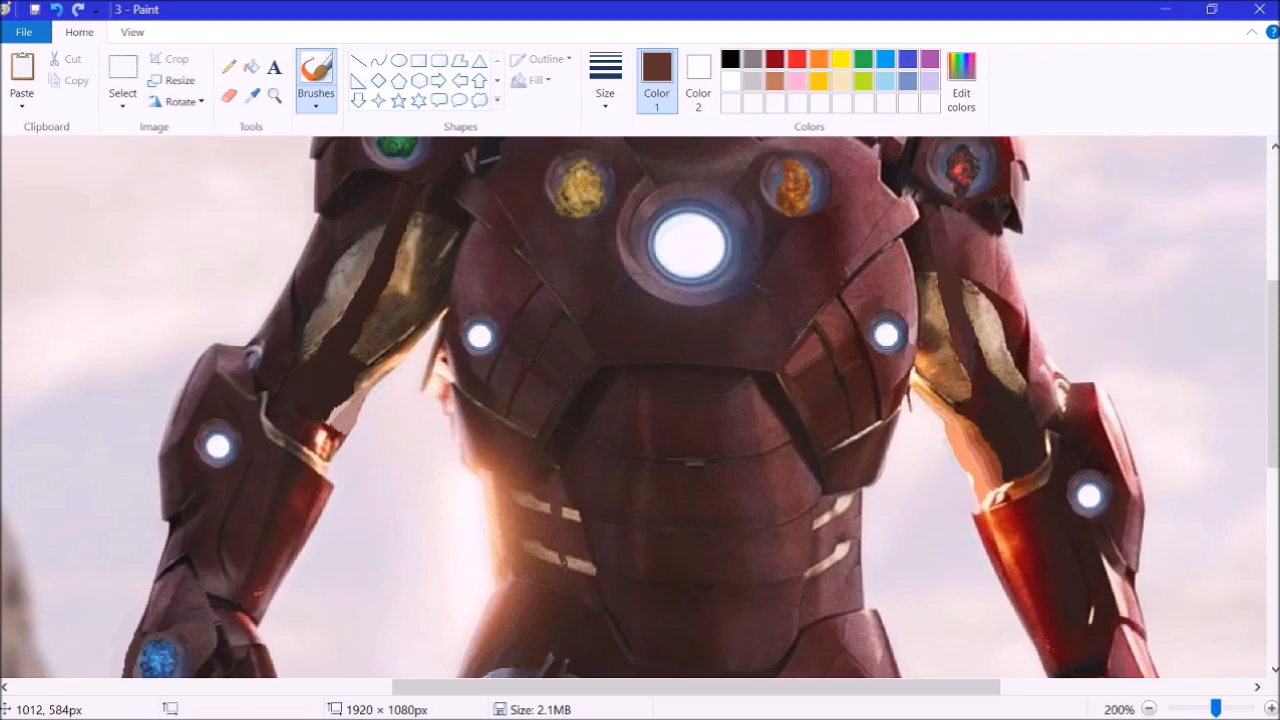 3 - Paint
File Home View
Paste
Cut
Copy
Clipboard
Select
Crop
Resize
Rotate
Image
A
Tools
Brushes
Outline
Fill
Shapes
Size
Color 1
Color 2
Edit colors
Colors
1012, 584px
1920 × 1080px
Size: 2.1MB
200%